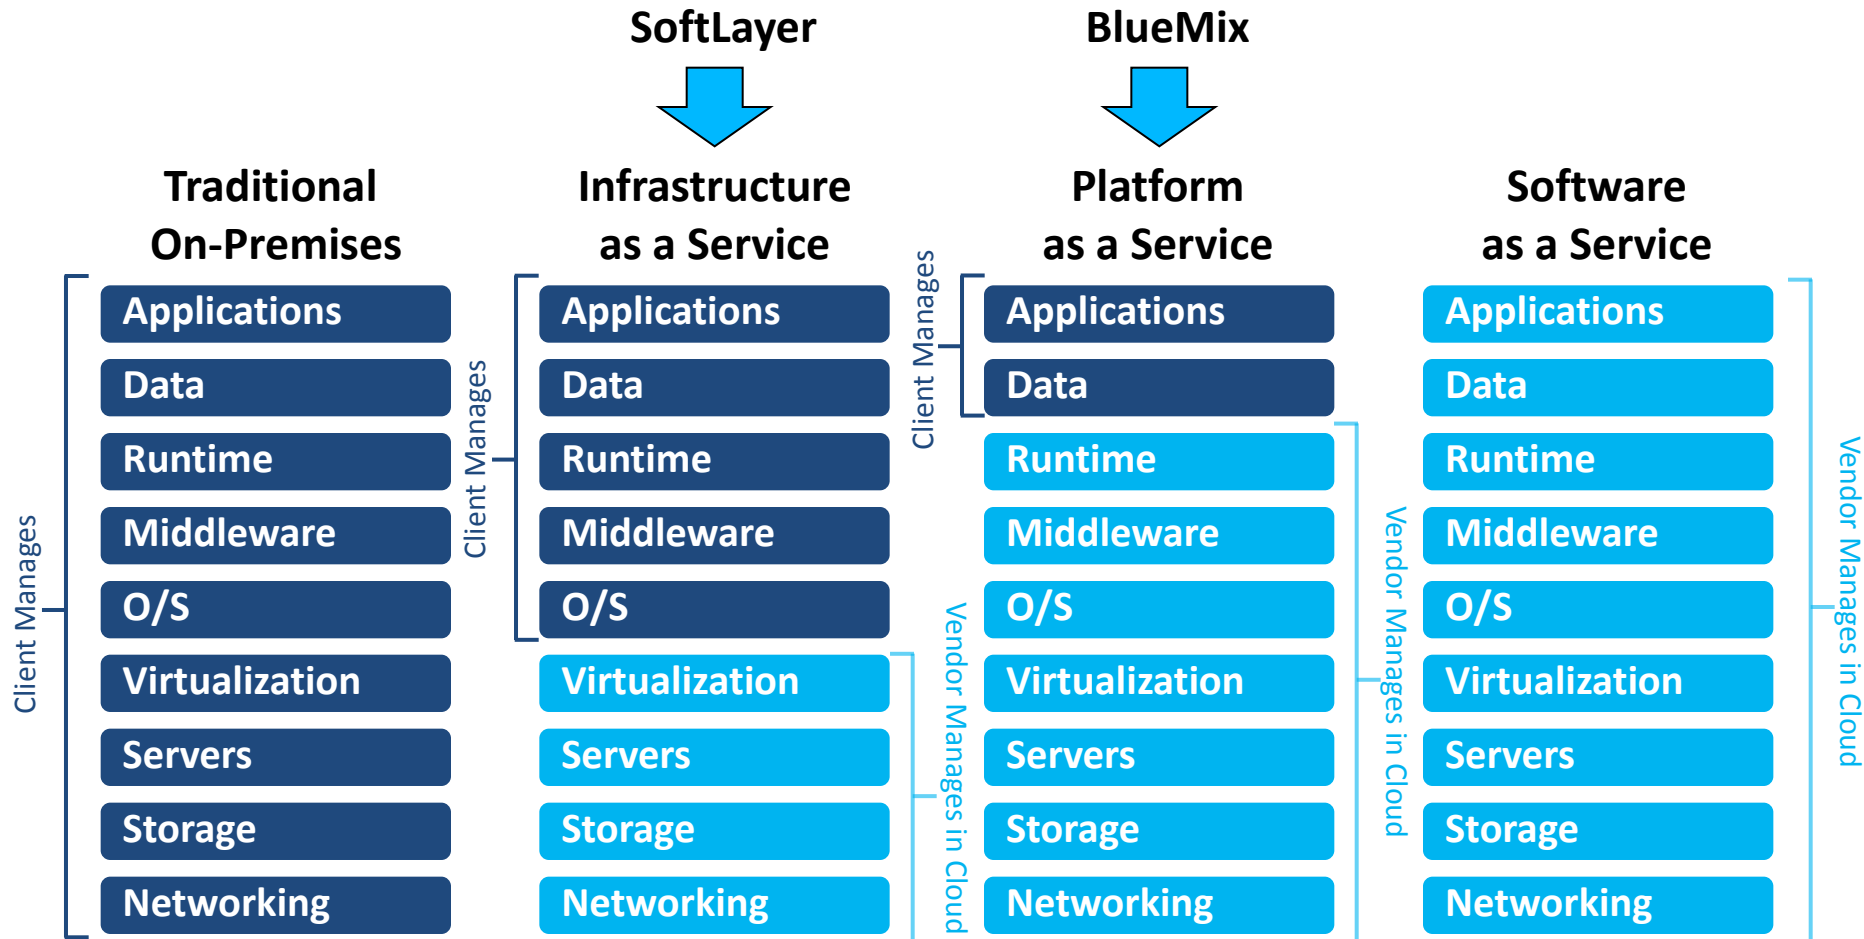 SoftLayer
BlueMix
Traditional
On-Premises
Infrastructure
as a Service
Platform
as a Service
Software
as a Service
Client Manages
Applications
Data
Runtime
Middleware
O/S
Virtualization
Servers
Storage
Networking
Client Manages
Applications
Data
Runtime
Middleware
O/S
Virtualization
Servers
Storage
Networking
Vendor Manages in Cloud
Client Manages
Applications
Data
Runtime
Middleware
O/S
Virtualization
Servers
Storage
Networking
Vendor Manages in Cloud
Applications
Data
Runtime
Middleware
O/S
Virtualization
Servers
Storage
Networking
Vendor Manages in Cloud